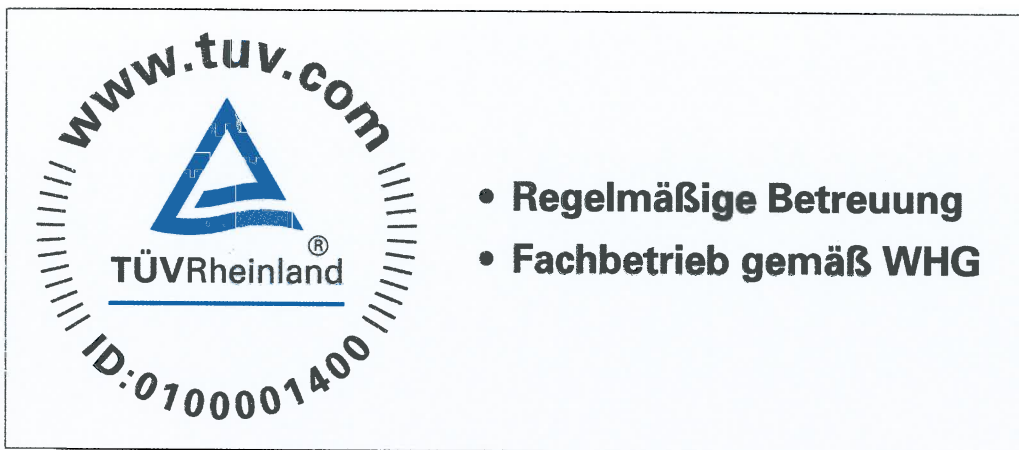 www.tuv.com
TÜVRheinland®
ID:0100001400
• Regelmäßige Betreuung
• Fachbetrieb gemäß WHG